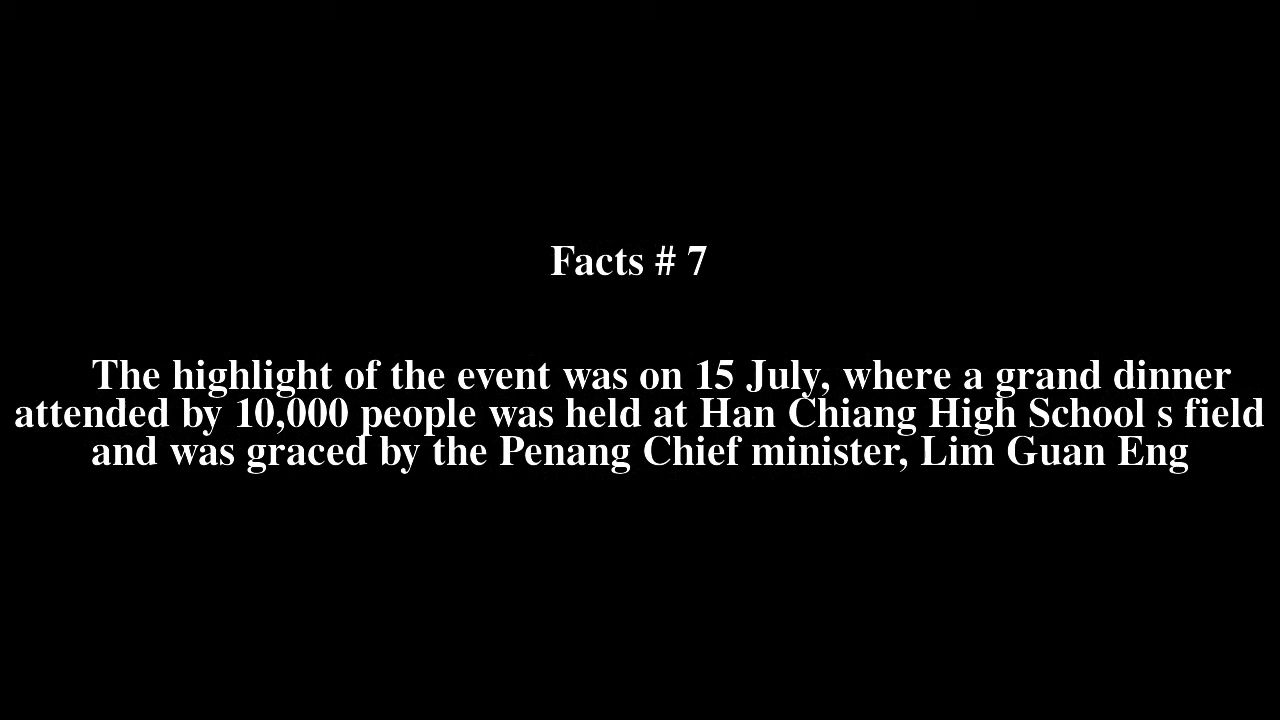 Facts # 7
The highlight of the event was on 15 July, where a grand dinner
attended by 10,000 people was held at Han Chiang High School s field
and was graced by the Penang Chief minister, Lim Guan Eng